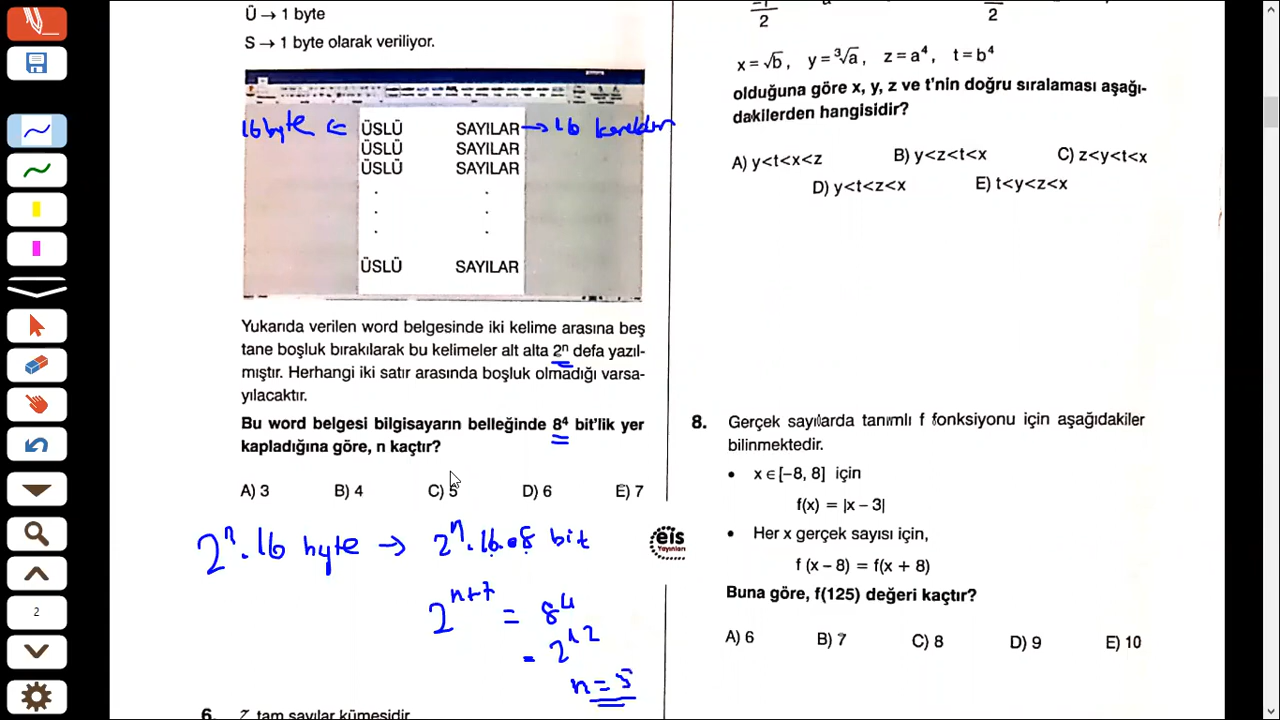 Ü → 1 byte
S → 1 byte olarak veriliyor.
16 byte ← ÜSLÜ SAYILAR → 16 karakter
ÜSLÜ SAYILAR
ÜSLÜ SAYILAR
. .
. .
. .
ÜSLÜ SAYILAR
Yukarıda verilen word belgesinde iki kelime arasına beş
tane boşluk bırakılarak bu kelimeler alt alta 2ⁿ defa yazıl-
mıştır. Herhangi iki satır arasında boşluk olmadığı varsa-
yılacaktır.
Bu word belgesi bilgisayarın belleğinde 8⁴ bit'lik yer
kapladığına göre, n kaçtır?
A) 3 B) 4 C) 5 D) 6 E) 7
2ⁿ.16 byte → 2ⁿ.16.8 bit
2ⁿ⁺⁷ = 8⁴
= 2¹²
n = 5
6. Z tam sayılar kümesidir
2 2
x = √b, y = ³√a, z = a⁴, t = b⁴
olduğuna göre x, y, z ve t'nin doğru sıralaması aşağı-
dakilerden hangisidir?
A) y<t<x<z B) y<z<t<x C) z<y<t<x
D) y<t<z<x E) t<y<z<x
8. Gerçek sayılarda tanımlı f fonksiyonu için aşağıdakiler
bilinmektedir.
• x ∈ [–8, 8] için
f(x) = |x – 3|
• Her x gerçek sayısı için,
f (x – 8) = f(x + 8)
Buna göre, f(125) değeri kaçtır?
A) 6 B) 7 C) 8 D) 9 E) 10
eis
Yayınları
2